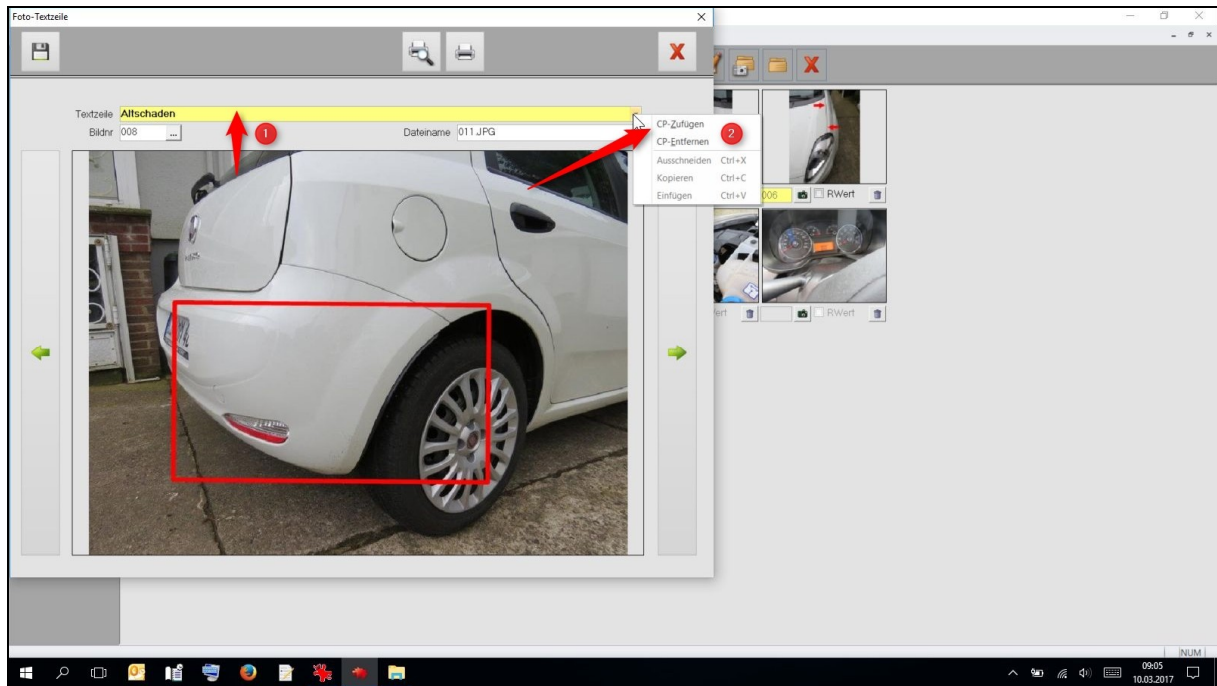 Foto-Textzeile
Textzeile Altschaden
Bildnr 008 ... Dateiname 011.JPG
1
CP-Zufügen
2
CP-Entfernen
Ausschneiden Ctrl+X
Kopieren Ctrl+C
Einfügen Ctrl+V
006 RWert
RWert
NUM
09:05
10.03.2017